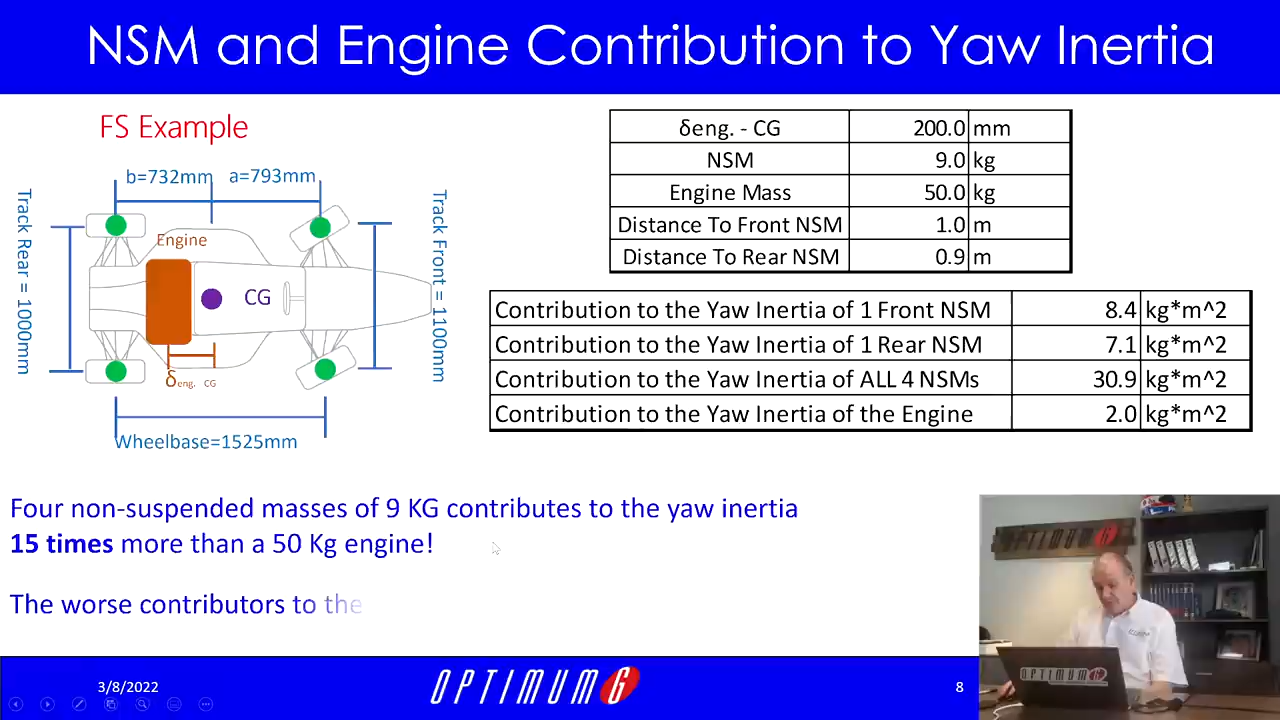 NSM and Engine Contribution to Yaw Inertia
FS Example
b=732mm
a=793mm
Track Rear = 1000mm
Track Front = 1100mm
Engine
CG
δeng. CG
Wheelbase=1525mm
δeng. - CG 200.0 mm
NSM 9.0 kg
Engine Mass 50.0 kg
Distance To Front NSM 1.0 m
Distance To Rear NSM 0.9 m
Contribution to the Yaw Inertia of 1 Front NSM 8.4 kg*m^2
Contribution to the Yaw Inertia of 1 Rear NSM 7.1 kg*m^2
Contribution to the Yaw Inertia of ALL 4 NSMs 30.9 kg*m^2
Contribution to the Yaw Inertia of the Engine 2.0 kg*m^2
Four non-suspended masses of 9 KG contributes to the yaw inertia
15 times more than a 50 Kg engine!
The worse contributors to the
3/8/2022
OPTIMUMG
8
OPTIMUMG